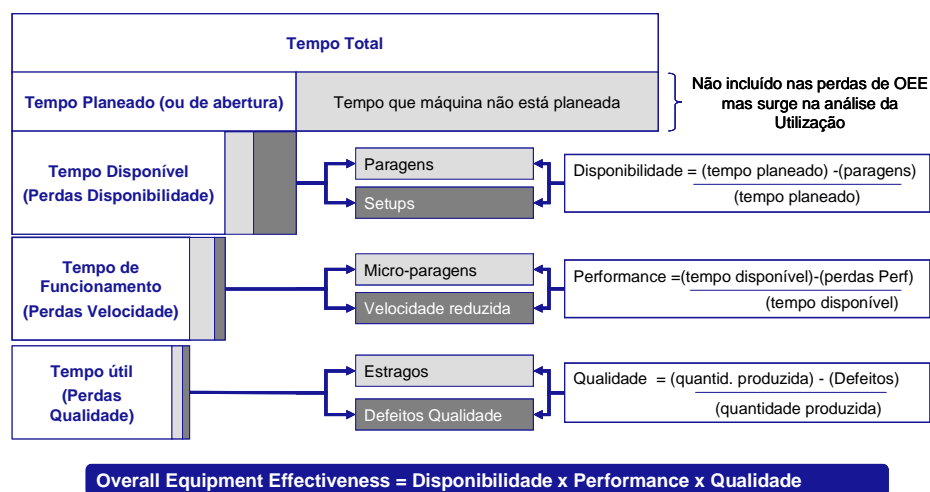 Tempo Total
Tempo Planeado (ou de abertura)
Tempo que máquina não está planeada
Não incluído nas perdas de OEE
mas surge na análise da
Utilização
Tempo Disponível
(Perdas Disponibilidade)
Paragens
Setups
Disponibilidade = (tempo planeado) -(paragens)
(tempo planeado)
Tempo de
Funcionamento
(Perdas Velocidade)
Micro-paragens
Velocidade reduzida
Performance =(tempo disponível)-(perdas Perf)
(tempo disponível)
Tempo útil
(Perdas
Qualidade)
Estragos
Defeitos Qualidade
Qualidade = (quantid. produzida) - (Defeitos)
(quantidade produzida)
Overall Equipment Effectiveness = Disponibilidade x Performance x Qualidade